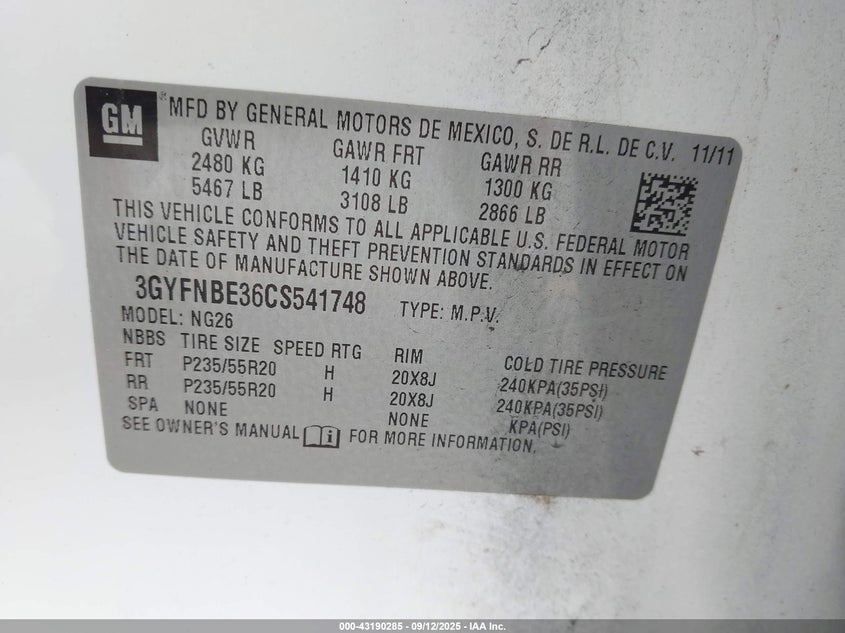 GM
MFD BY GENERAL MOTORS DE MEXICO, S. DE R.L. DE C.V. 11/11
GVWR GAWR FRT GAWR RR
2480 KG 1410 KG 1300 KG
5467 LB 3108 LB 2866 LB
THIS VEHICLE CONFORMS TO ALL APPLICABLE U.S. FEDERAL MOTOR
VEHICLE SAFETY AND THEFT PREVENTION STANDARDS IN EFFECT ON
THE DATE OF MANUFACTURE SHOWN ABOVE.
3GYFNBE36CS541748 TYPE: M.P.V.
MODEL: NG26
NBBS TIRE SIZE SPEED RTG RIM COLD TIRE PRESSURE
FRT P235/55R20 H 20X8J 240KPA(35PSI)
RR P235/55R20 H 20X8J 240KPA(35PSI)
SPA NONE NONE KPA(PSI)
SEE OWNER'S MANUAL i FOR MORE INFORMATION.
000-43190285 - 09/12/2025 - IAA Inc.